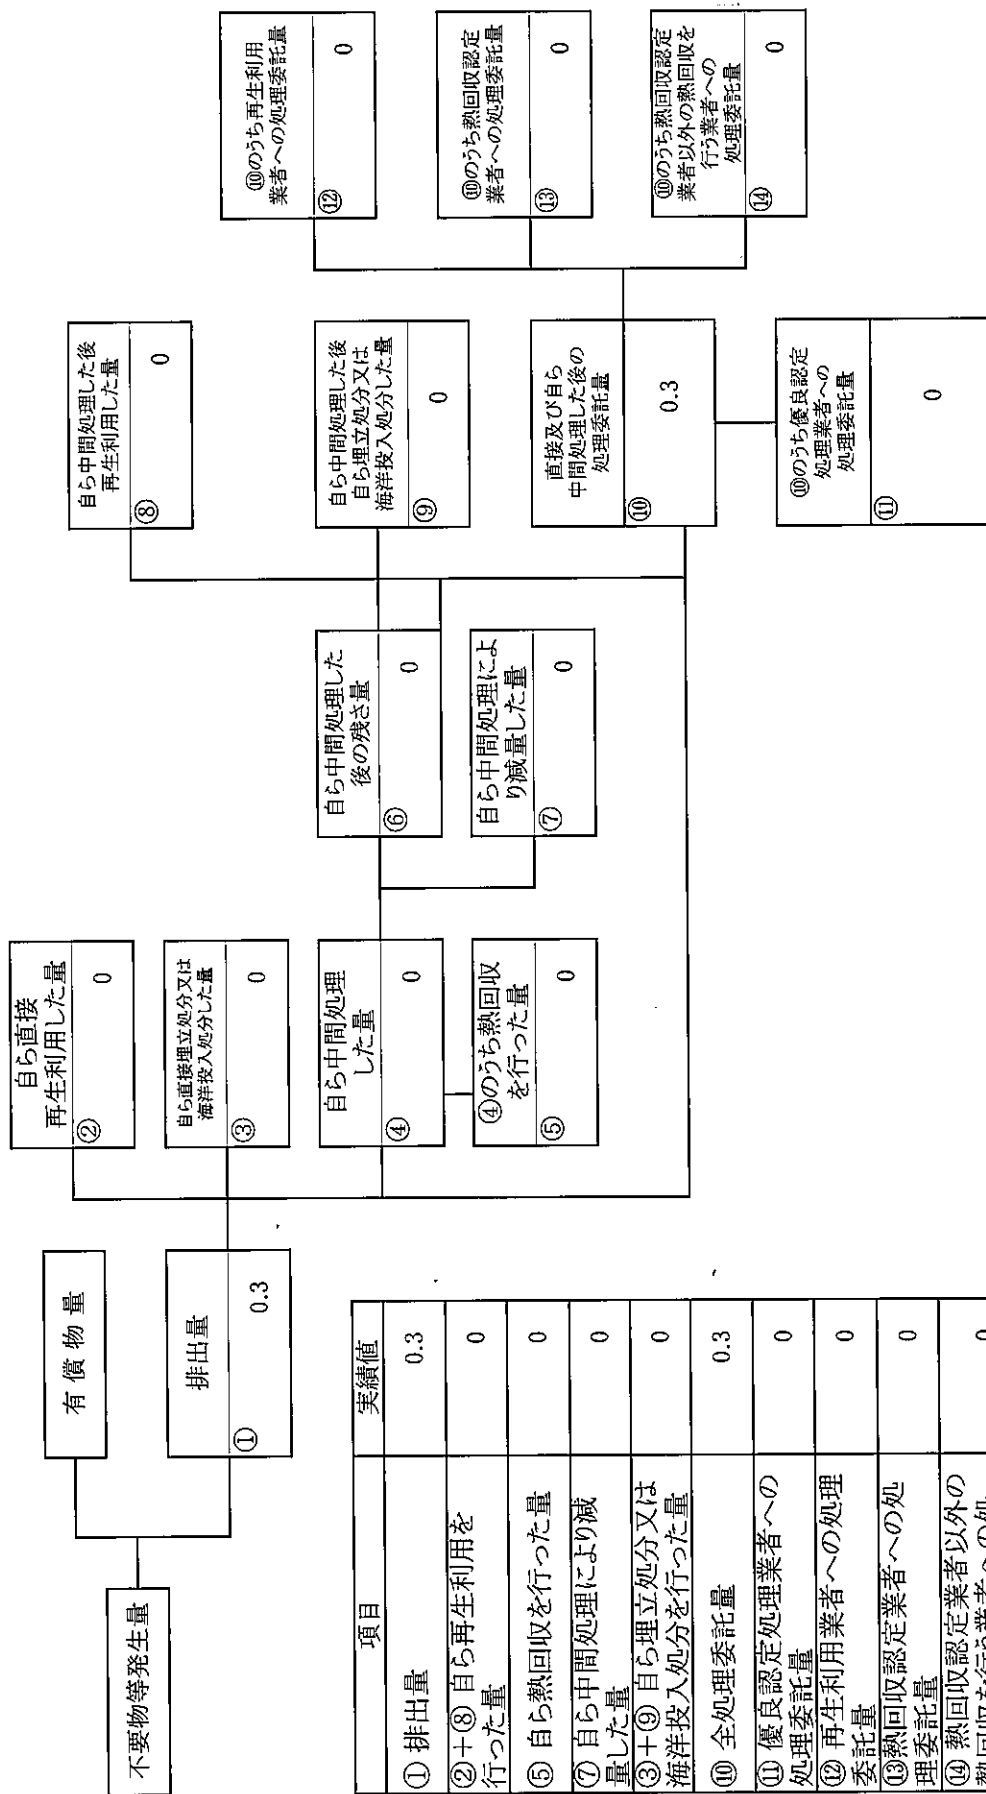 不要物等発生量
有償物量
排出量
① 0.3
自ら直接
再生利用した量
② 0
自ら直接埋立処分又は
海洋投入処分した量
③ 0
自ら中間処理
した量
④ 0
④のうち熱回収
を行った量
⑤ 0
自ら中間処理した
後の残さ量
⑥ 0
自ら中間処理によ
り減量した量
⑦ 0
自ら中間処理した後
再生利用した量
⑧ 0
自ら中間処理した後
自ら埋立処分又は
海洋投入処分した量
⑨ 0
直接及び自ら
中間処理した後の
処理委託量
⑩ 0.3
⑩のうち優良認定
処理業者への
処理委託量
⑪ 0
⑩のうち再生利用
業者への処理委託量
⑫ 0
⑩のうち熱回収認定
業者への処理委託量
⑬ 0
⑩のうち熱回収認定
業者以外の熱回収を
行う業者への
処理委託量
⑭ 0
項目 実績値
①排出量 0.3
②+⑧ 自ら再生利用を
行った量 0
⑤ 自ら熱回収を行った量 0
⑦ 自ら中間処理により減
量した量 0
③+⑨ 自ら埋立処分又は
海洋投入処分を行った量 0
⑩ 全処理委託量 0.3
⑪ 優良認定処理業者への
処理委託量 0
⑫ 再生利用業者への処理
委託量 0
⑬熱回収認定業者への処
理委託量 0
⑭ 熱回収認定業者以外の
熱回収を行う業者への処 0